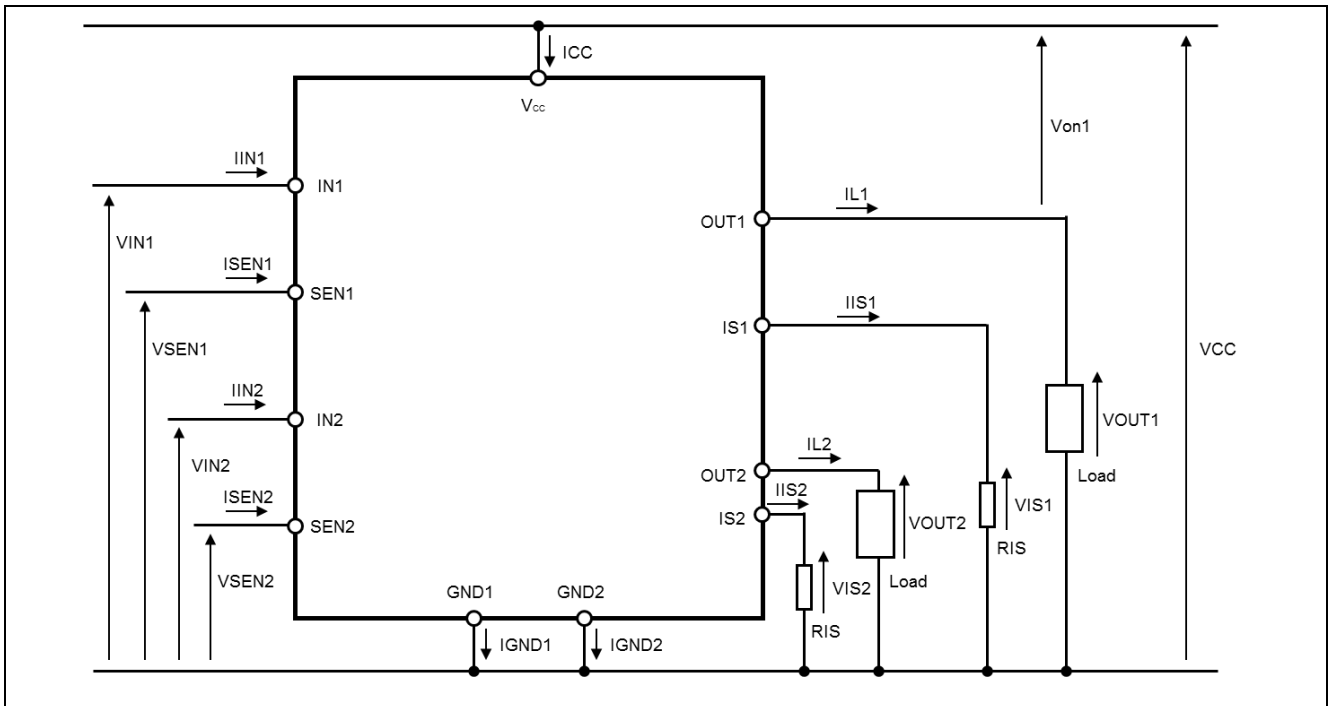 ICC
Vcc
Von1
IIN1
IN1
IL1
OUT1
VIN1
ISEN1
SEN1
IIS1
IS1
VSEN1
VCC
IIN2
IN2
VOUT1
IL2
VIN2
OUT2
Load
ISEN2
IIS2
VIS1
SEN2
IS2
VOUT2
RIS
VSEN2
Load
VIS2
GND1
GND2
RIS
IGND1
IGND2